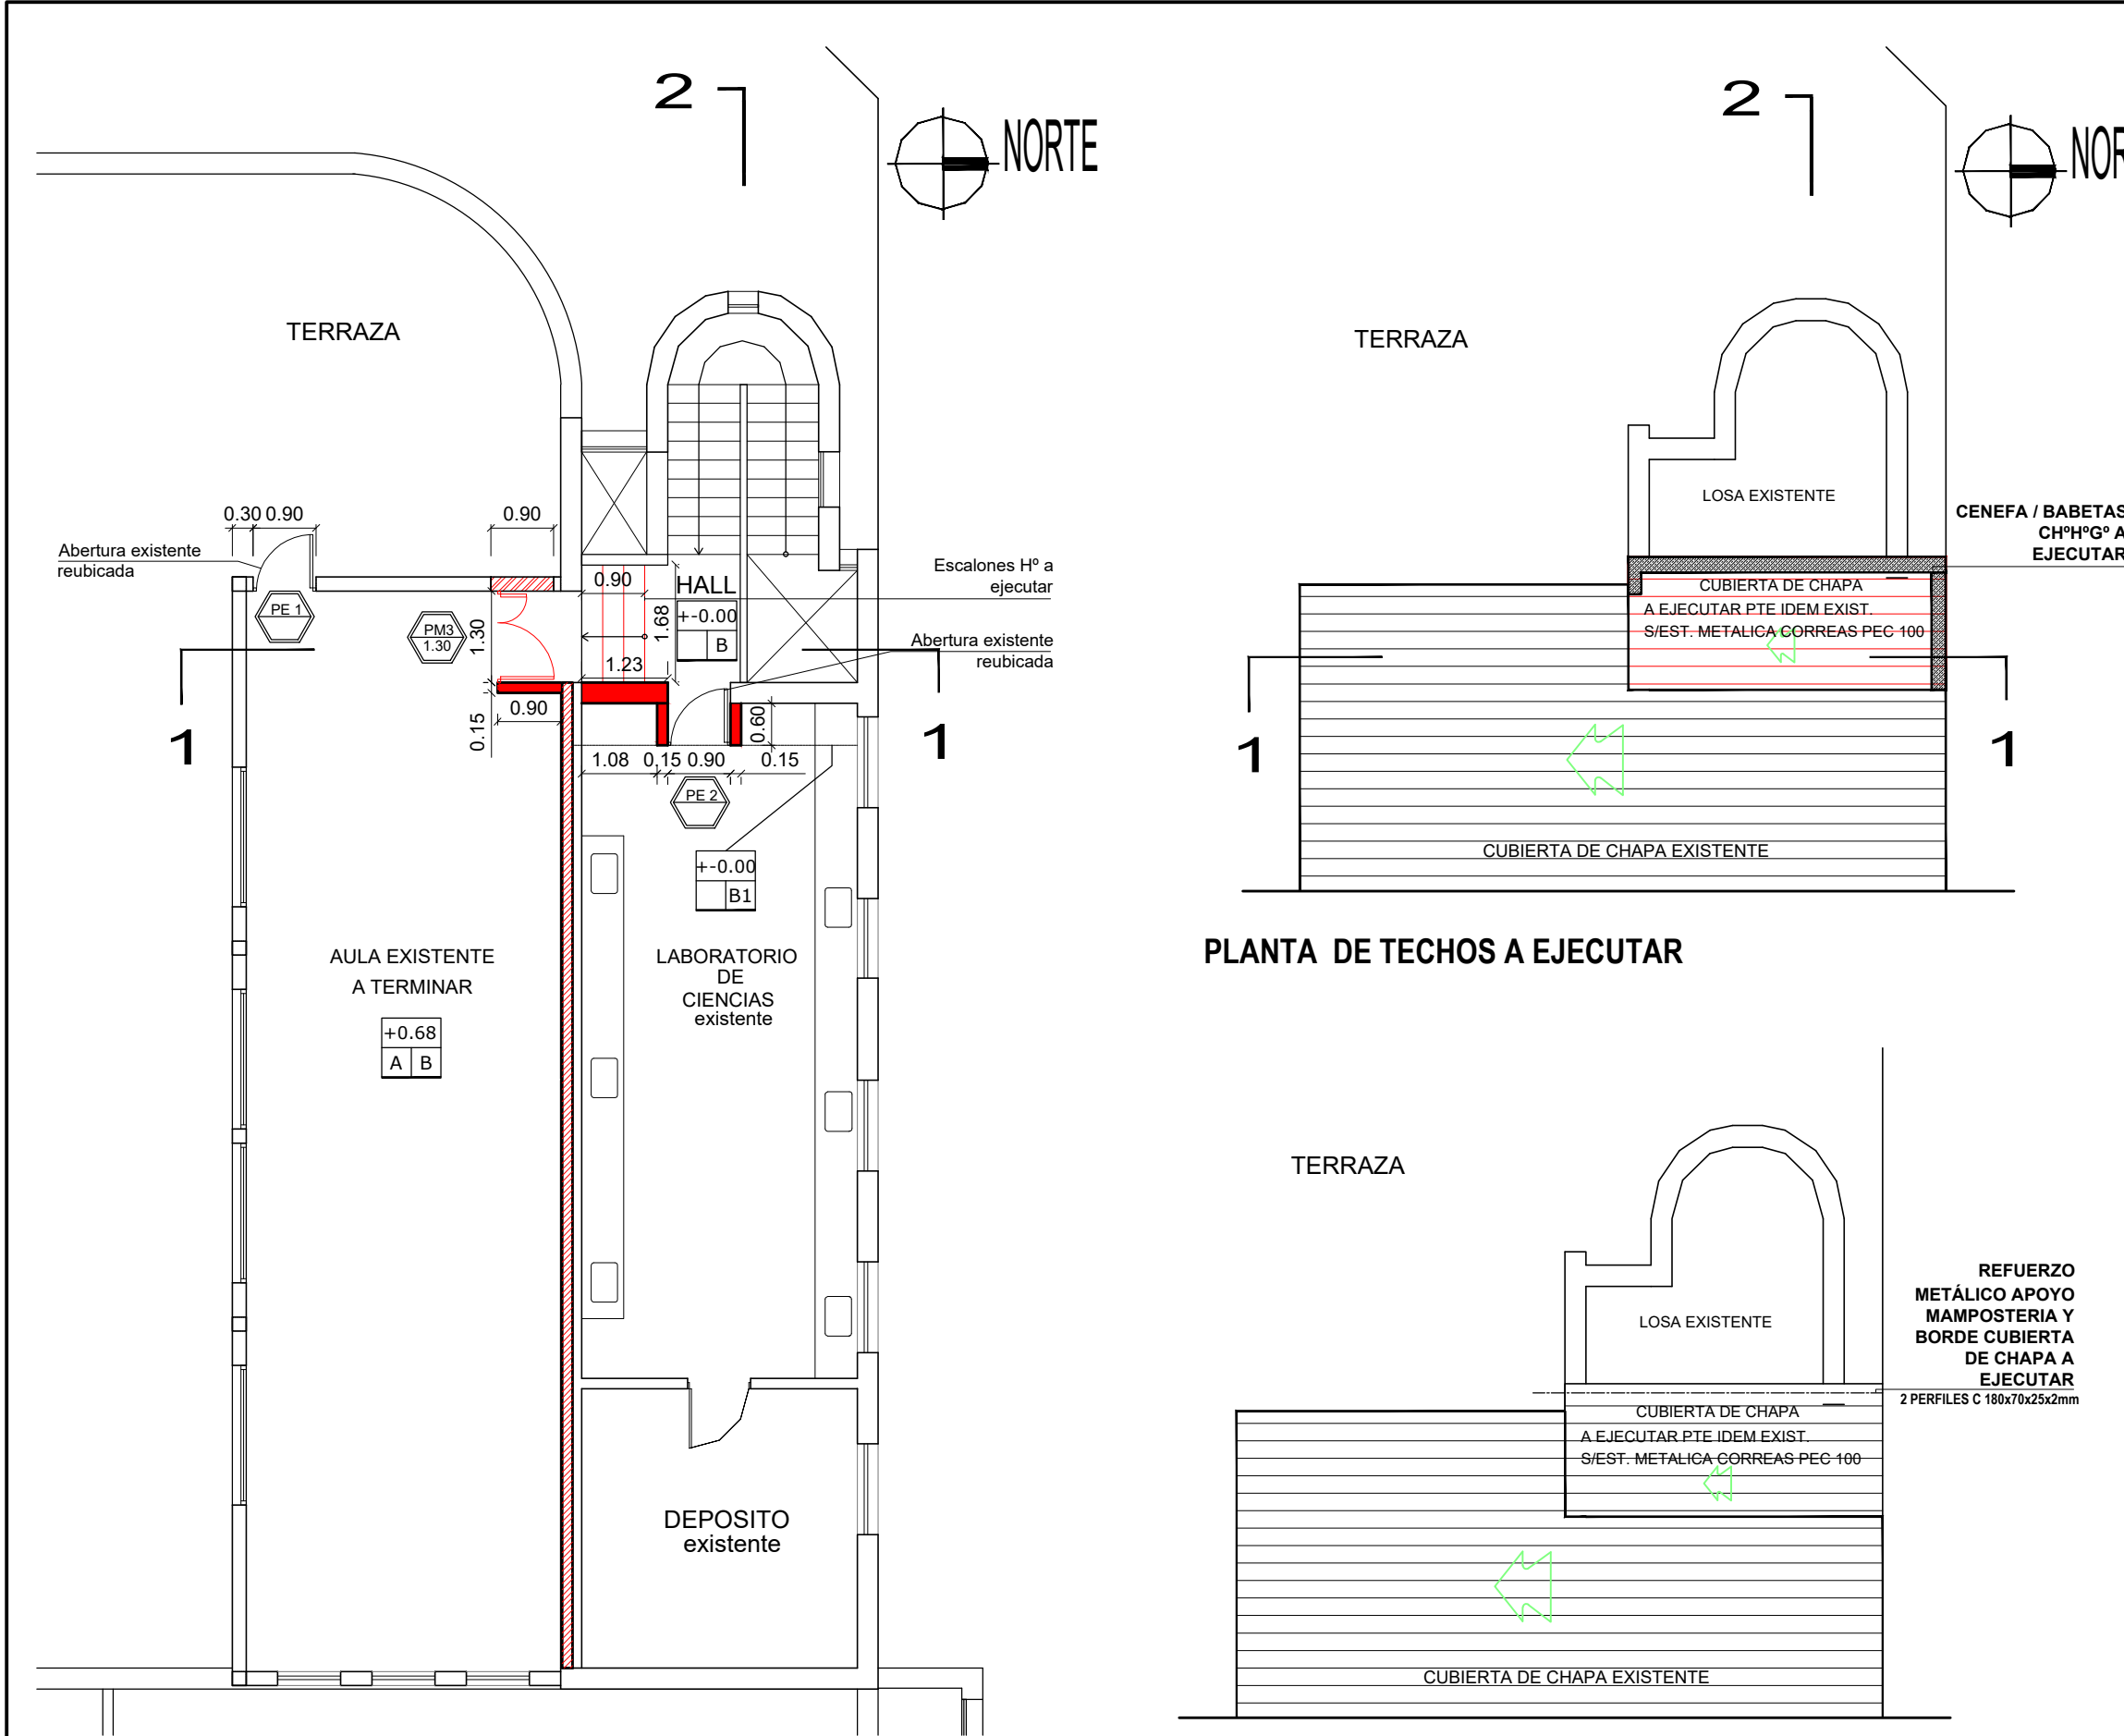 2
NORTE
TERRAZA
0.30 0.90
0.90
Abertura existente
reubicada
PE 1
PM3
1.30
1.30
0.90
HALL
+-0.00
B
1.68
1.23
Escalones Hº a
ejecutar
Abertura existente
reubicada
1
1
0.15
0.90
0.60
1.08
0.15
0.90
0.15
PE 2
+-0.00
B1
AULA EXISTENTE
A TERMINAR
+0.68
A B
LABORATORIO
DE
CIENCIAS
existente
DEPOSITO
existente
2
NOR
TERRAZA
LOSA EXISTENTE
CENEFA / BABETAS
CHºHºGº A
EJECUTAR
CUBIERTA DE CHAPA
A EJECUTAR PTE IDEM EXIST.
S/EST. METALICA CORREAS PEC 100
1
1
CUBIERTA DE CHAPA EXISTENTE
PLANTA DE TECHOS A EJECUTAR
TERRAZA
LOSA EXISTENTE
REFUERZO
METÁLICO APOYO
MAMPOSTERIA Y
BORDE CUBIERTA
DE CHAPA A
EJECUTAR
2 PERFILES C 180x70x25x2mm
CUBIERTA DE CHAPA
A EJECUTAR PTE IDEM EXIST.
S/EST. METALICA CORREAS PEC 100
CUBIERTA DE CHAPA EXISTENTE